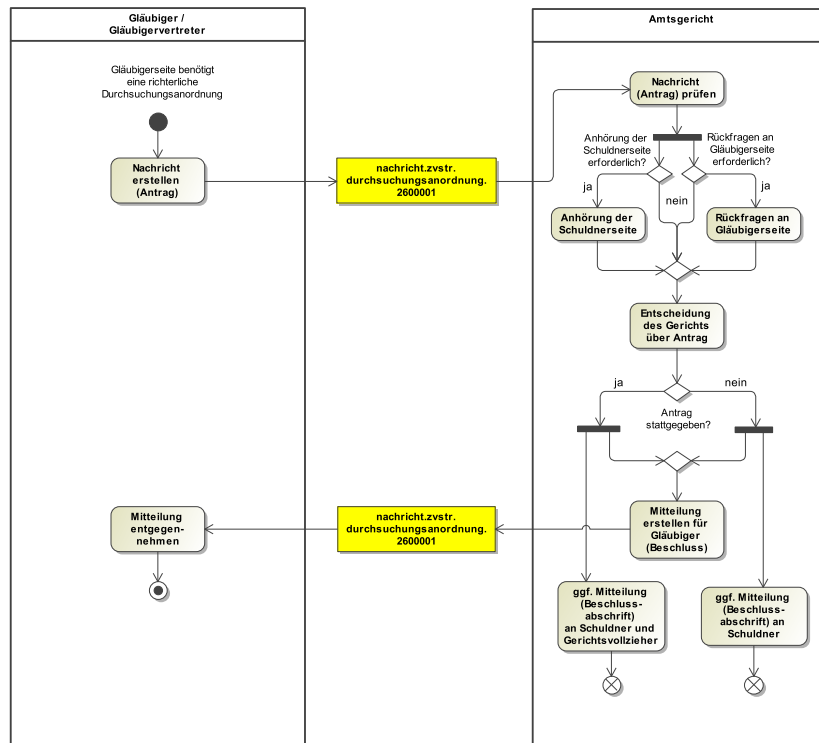 Gläubiger /
Gläubigervertreter
Amtsgericht
Gläubigerseite benötigt
eine richterliche
Durchsuchungsanordnung
Nachricht
erstellen
(Antrag)
nachricht.zvstr.
durchsuchungsanordnung.
2600001
Nachricht
(Antrag) prüfen
Anhörung der
Schuldnerseite
erforderlich?
Rückfragen an
Gläubigerseite
erforderlich?
ja
nein
ja
Anhörung der
Schuldnerseite
Rückfragen an
Gläubigerseite
Entscheidung
des Gerichts
über Antrag
ja
nein
Antrag
stattgegeben?
Mitteilung
entgegen-
nehmen
nachricht.zvstr.
durchsuchungsanordnung.
2600001
Mitteilung
erstellen für
Gläubiger
(Beschluss)
ggf. Mitteilung
(Beschluss-
abschrift)
an Schuldner und
Gerichtsvollzieher
ggf. Mitteilung
(Beschluss-
abschrift) an
Schuldner